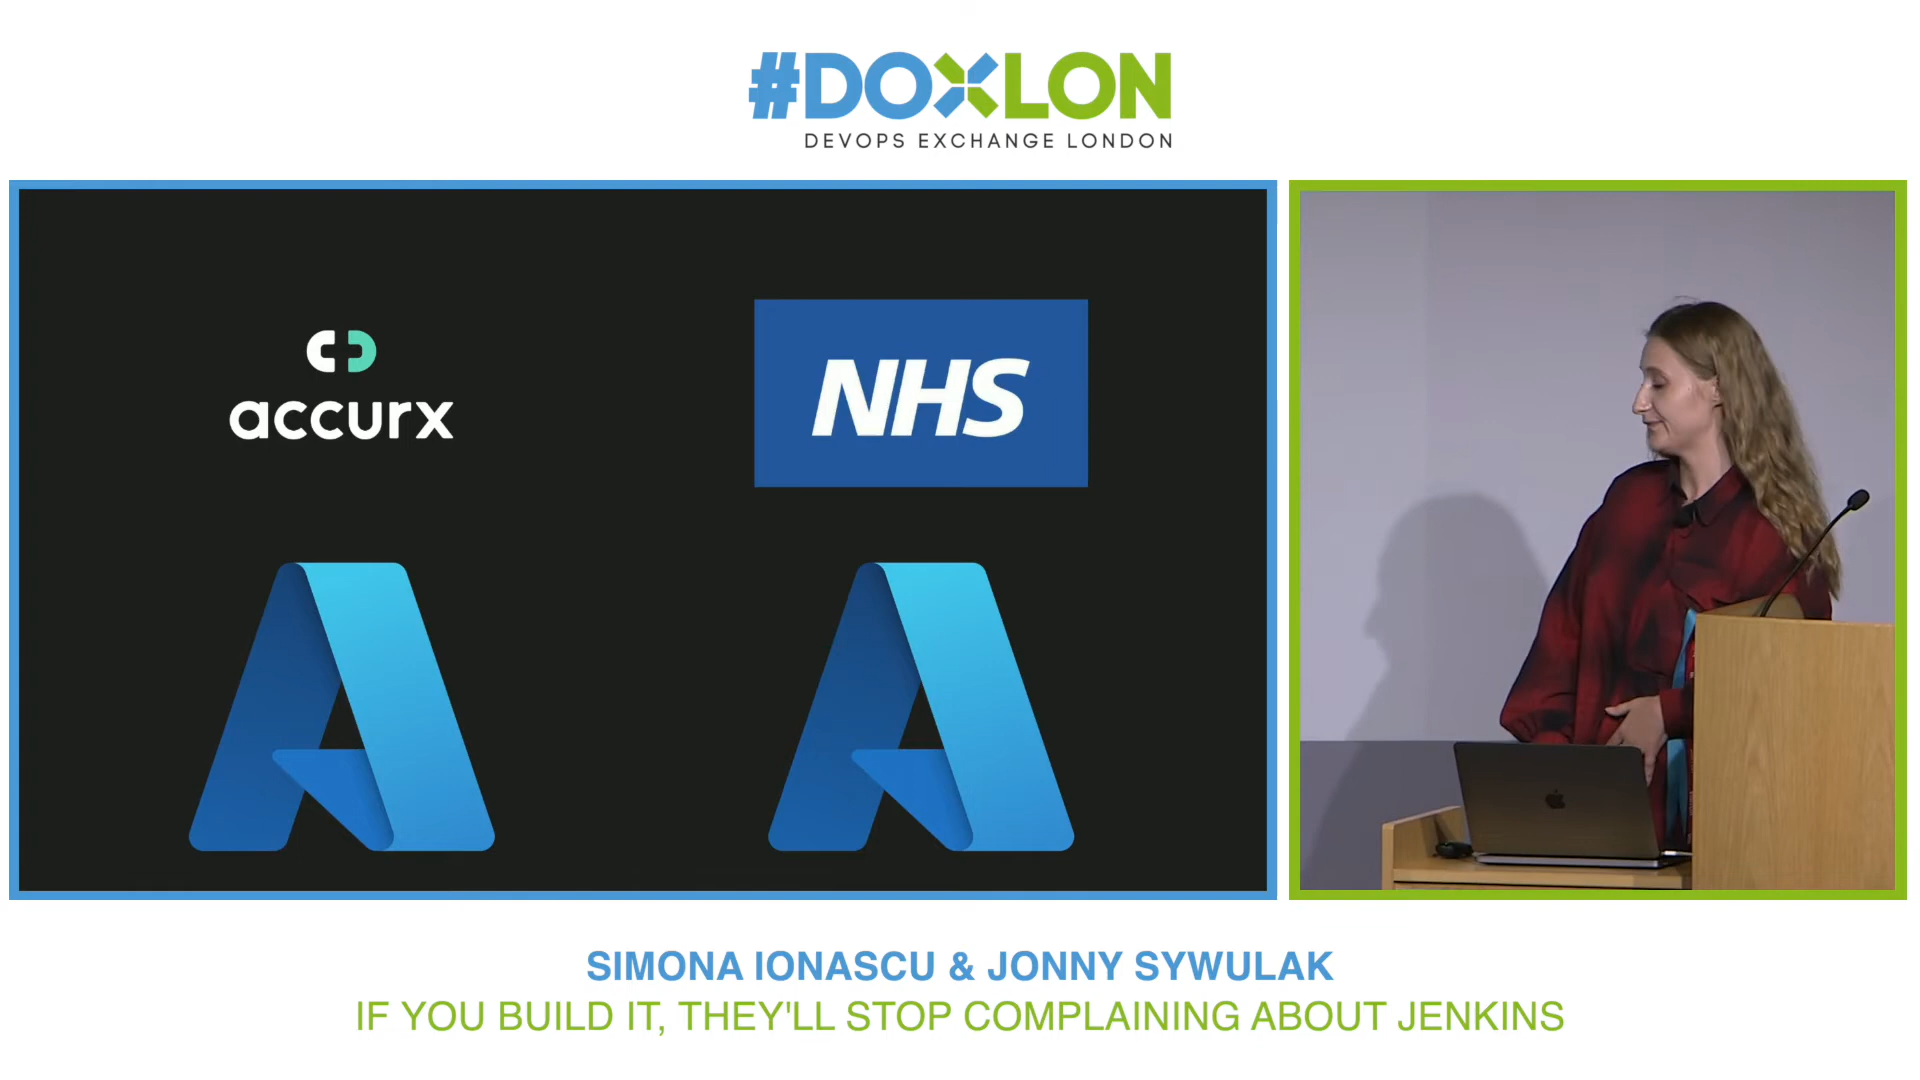 #DOXLON
DEVOPS EXCHANGE LONDON
accurx
NHS
SIMONA IONASCU & JONNY SYWULAK
IF YOU BUILD IT, THEY'LL STOP COMPLAINING ABOUT JENKINS